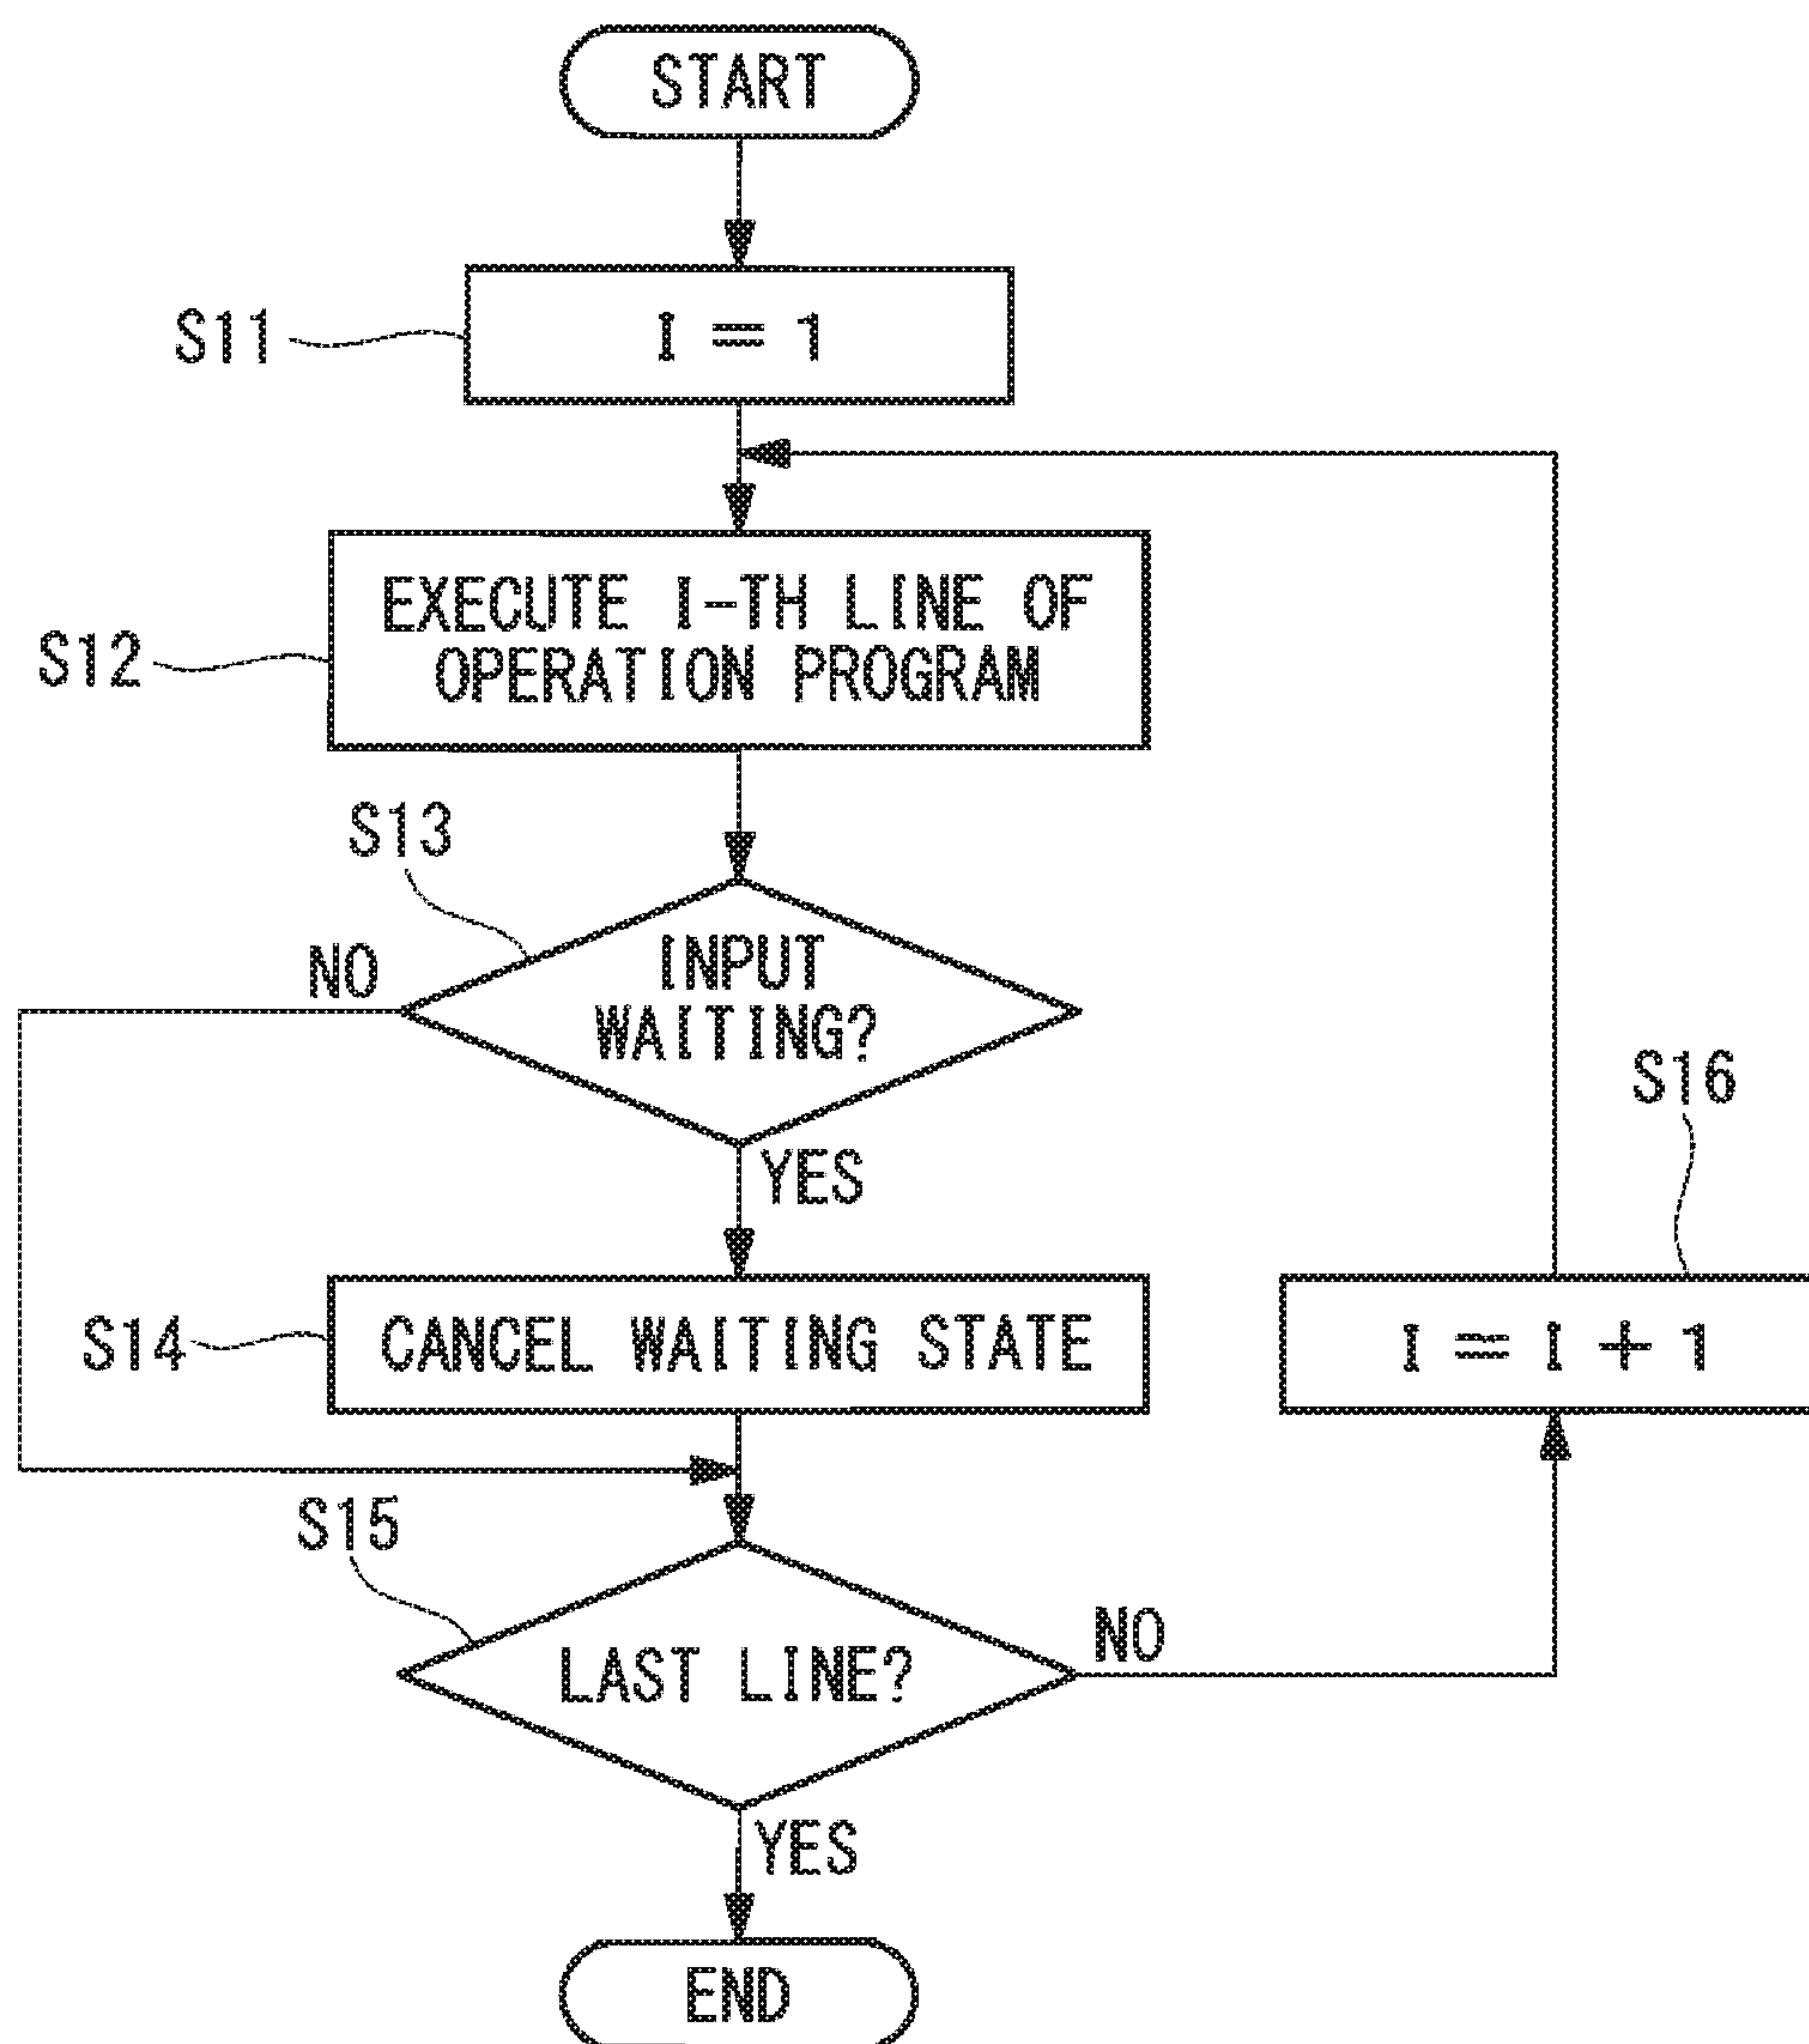 START
S11
I = 1
S12
EXECUTE I-TH LINE OF
OPERATION PROGRAM
S13
NO
INPUT
WAITING?
YES
S16
S14
CANCEL WAITING STATE
I = I + 1
S15
LAST LINE?
NO
YES
END